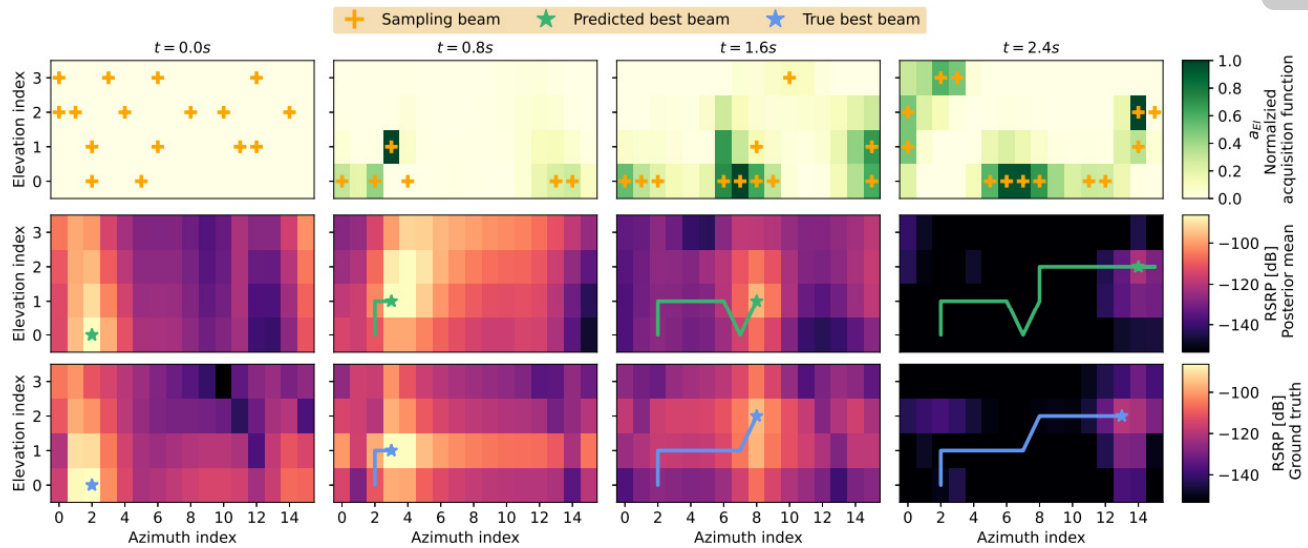 Sampling beam Predicted best beam True best beam
t = 0.0s t = 0.8s t = 1.6s t = 2.4s
Elevation index
3
2
1
0
1.0
0.8
0.6
0.4
0.2
0.0
Normalzied
acquisition function
a_EI
Elevation index
3
2
1
0
−100
−120
−140
RSRP [dB]
Posterior mean
Elevation index
3
2
1
0
−100
−120
−140
RSRP [dB]
Ground truth
0 2 4 6 8 10 12 14 0 2 4 6 8 10 12 14 0 2 4 6 8 10 12 14 0 2 4 6 8 10 12 14
Azimuth index Azimuth index Azimuth index Azimuth index